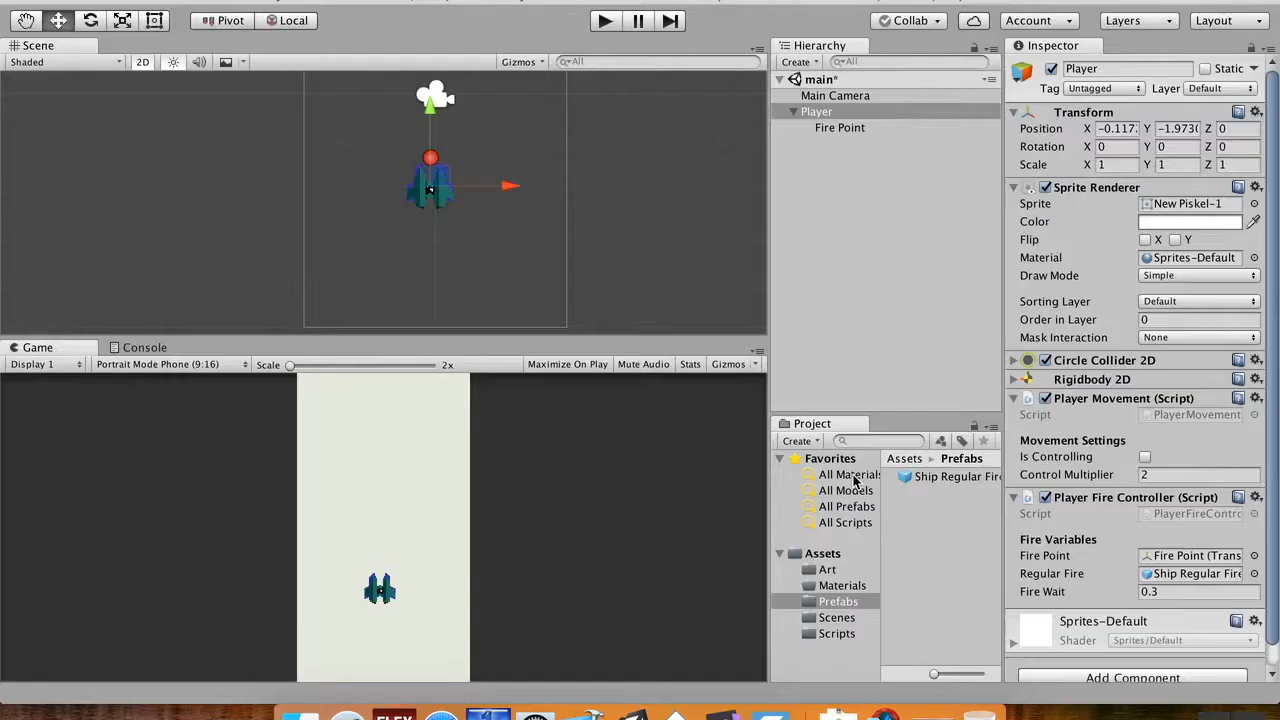 Pivot Local Collab Account Layers Layout
Scene Hierarchy Inspector
Shaded 2D Gizmos All Create All Player Static
main* Tag Untagged Layer Default
Main Camera
Player Transform
Fire Point Position X -0.117 Y -1.973 Z 0
Rotation X 0 Y 0 Z 0
Scale X 1 Y 1 Z 1
Sprite Renderer
Sprite New Piskel-1
Color
Flip X Y
Material Sprites-Default
Draw Mode Simple
Sorting Layer Default
Order in Layer 0
Mask Interaction None
Game Console
Display 1 Portrait Mode Phone (9:16) Scale 2x Maximize On Play Mute Audio Stats Gizmos
Circle Collider 2D
Rigidbody 2D
Player Movement (Script)
Script PlayerMovement
Movement Settings
Is Controlling
Control Multiplier 2
Player Fire Controller (Script)
Script PlayerFireContro
Fire Variables
Fire Point Fire Point (Trans
Regular Fire Ship Regular Fire
Fire Wait 0.3
Sprites-Default
Shader Sprites/Default
Add Component
Project
Create
Favorites Assets Prefabs
All Materials Ship Regular Fire
All Models
All Prefabs
All Scripts
Assets
Art
Materials
Prefabs
Scenes
Scripts
FLEX